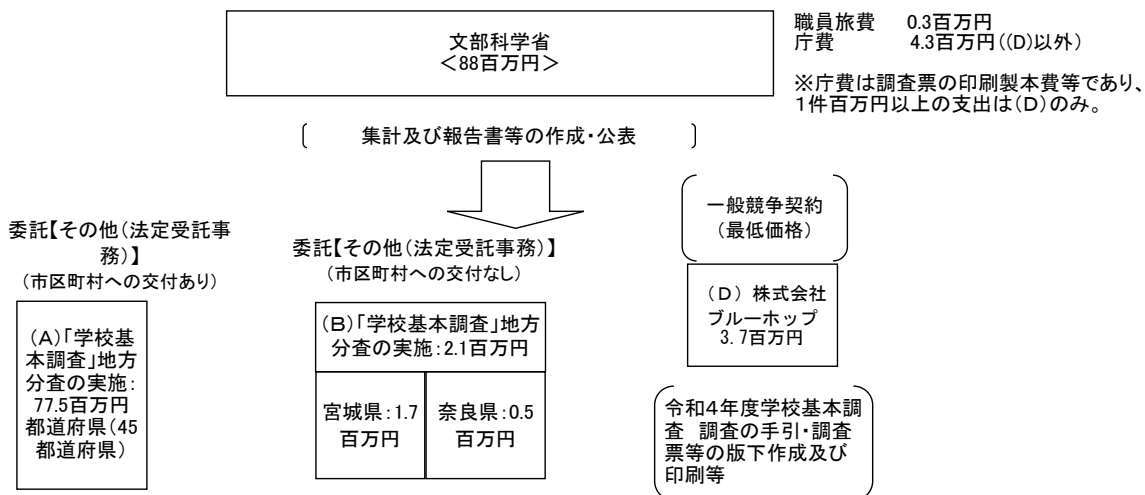 文部科学省
<88百万円>
職員旅費 0.3百万円
庁費 4.3百万円((D)以外)
※庁費は調査票の印刷製本費等であり、
1件百万円以上の支出は(D)のみ。
集計及び報告書等の作成・公表
委託【その他(法定受託事
務)】
(市区町村への交付あり)
(A)「学校基
本調査」地方
分査の実施:
77.5百万円
都道府県(45
都道府県)
委託【その他(法定受託事務)】
(市区町村への交付なし)
(B)「学校基本調査」地方
分査の実施:2.1百万円
宮城県:1.7
百万円
奈良県:0.5
百万円
一般競争契約
(最低価格)
(D) 株式会社
ブルーホップ
3.7百万円
令和4年度学校基本調
査 調査の手引・調査
票等の版下作成及び
印刷等